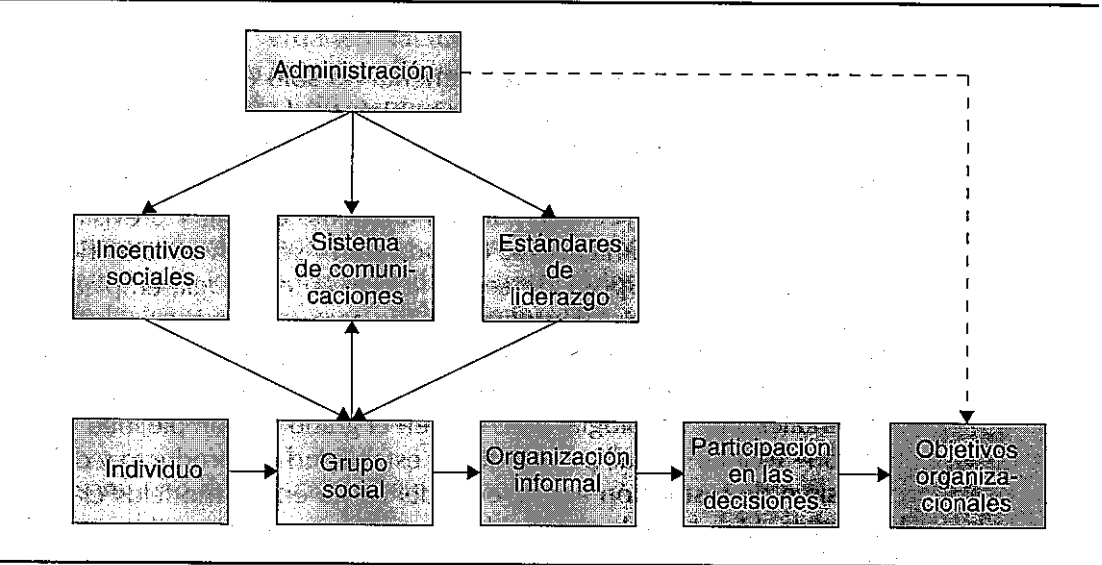 Administración
Incentivos
sociales
Sistema
de comuni-
caciones
Estándares
de
liderazgo
Individuo
Grupo
social
Organización
informal
Participación
en las
decisiones
Objetivos
organiza-
cionales